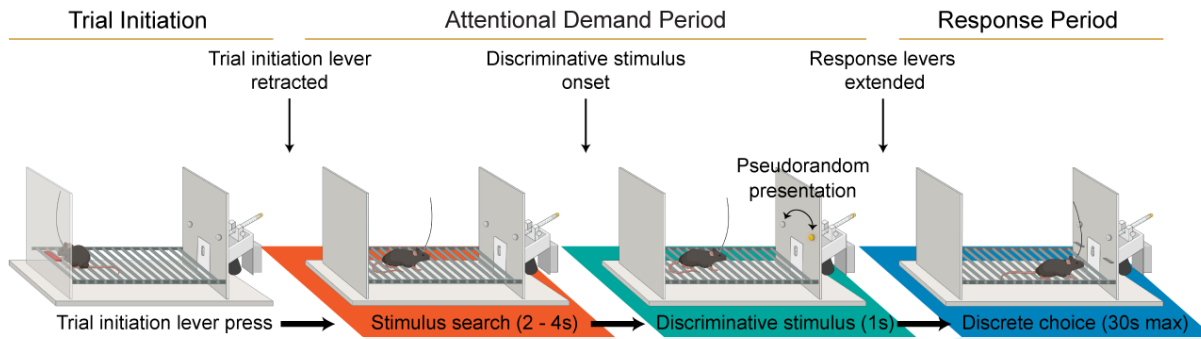 Trial Initiation
Attentional Demand Period
Response Period
Trial initiation lever
retracted
Discriminative stimulus
onset
Response levers
extended
Pseudorandom
presentation
Trial initiation lever press
Stimulus search (2 - 4s)
Discriminative stimulus (1s)
Discrete choice (30s max)